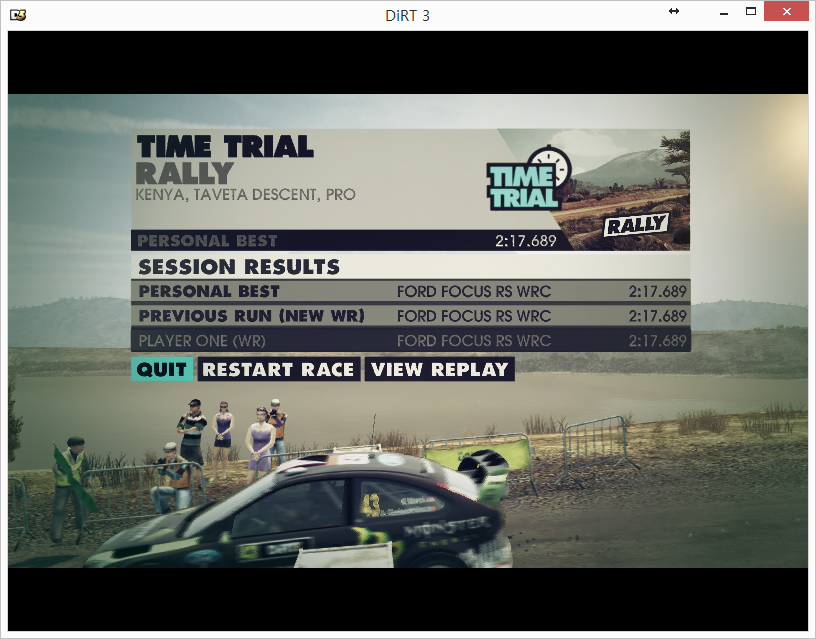 DiRT 3
TIME TRIAL
RALLY
KENYA, TAVETA DESCENT, PRO
TIME
TRIAL
RALLY
PERSONAL BEST 2:17.689
SESSION RESULTS
PERSONAL BEST FORD FOCUS RS WRC 2:17.689
PREVIOUS RUN (NEW WR) FORD FOCUS RS WRC 2:17.689
PLAYER ONE (WR) FORD FOCUS RS WRC 2:17.689
QUIT RESTART RACE VIEW REPLAY
43
MONSTER